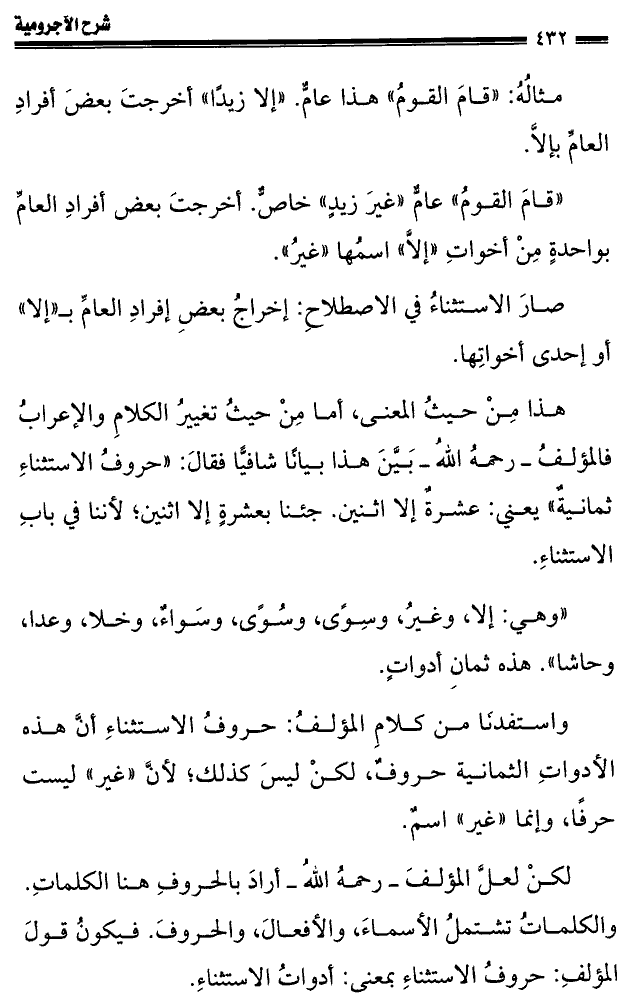 شرح الآجرومية
٤٣٢
مثالُهُ: «قامَ القومُ» هذا عامٌّ. «إلا زيدًا» أخرجتَ بعضَ أفرادِ
العامِّ بإلاَّ.
«قامَ القومُ» عامٌّ «غيرَ زيدٍ» خاصٌّ. أخرجتَ بعض أفرادِ العامِّ
بواحدةٍ مِنْ أخواتِ «إلاَّ» اسمُها «غيرُ».
صارَ الاستثناءُ في الاصطلاحِ: إخراجُ بعضِ إفرادِ العامِّ بـ«إلا»
أو إحدى أخواتِها.
هذا مِنْ حيثُ المعنى، أما مِنْ حيثُ تغييرُ الكلامِ والإعرابُ
فالمؤلفُ ـ رحمهُ اللهُ ـ بَيَّنَ هذا بيانًا شافيًّا فقالَ: «حروفُ الاستثناءِ
ثمانيةٌ» يعني: عشرةٌ إلا اثنين. جئنا بعشرةٍ إلا اثنين؛ لأننا في بابِ
الاستثناءِ.
«وهي: إلا، وغيرُ، وسِوًى، وسُوًى، وسَواءٌ، وخلا، وعدا،
وحاشا». هذه ثمانِ أدواتٍ.
واستفدنَا من كلامِ المؤلفُ: حروفُ الاستثناءِ أنَّ هذه
الأدواتِ الثمانية حروفٌ، لكنْ ليسَ كذلك؛ لأنَّ «غير» ليست
حرفًا، وإنما «غير» اسمٌ.
لكنْ لعلَّ المؤلفَ ـ رحمهُ اللهُ ـ أرادَ بالحروفِ هنا الكلماتِ.
والكلماتُ تشتملُ الأسماءَ، والأفعالَ، والحروفَ. فيكونُ قولَ
المؤلفِ: حروفُ الاستثناءِ بمعنى: أدواتُ الاستثناءِ.